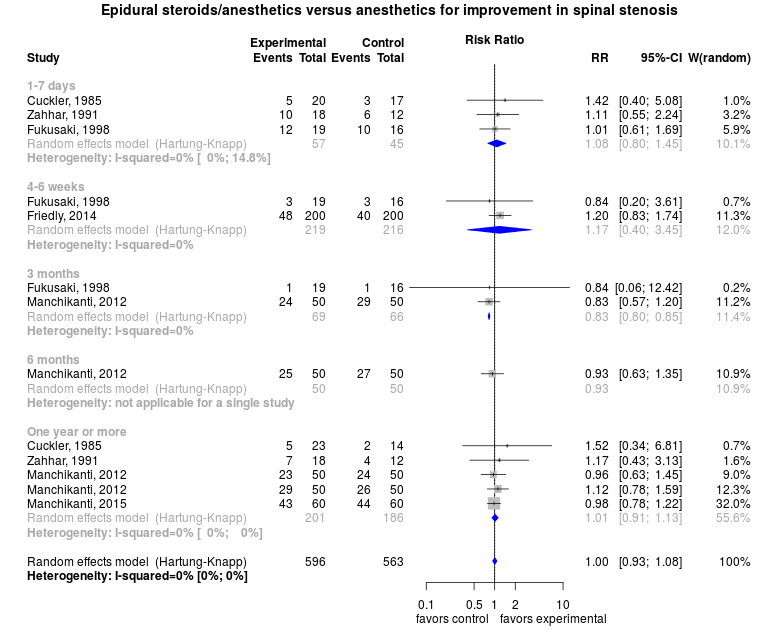 Epidural steroids/anesthetics versus anesthetics for improvement in spinal stenosis
Experimental Control Risk Ratio
Study Events Total Events Total RR 95%-CI W(random)
1-7 days
Cuckler, 1985 5 20 3 17 1.42 [0.40; 5.08] 1.0%
Zahhar, 1991 10 18 6 12 1.11 [0.55; 2.24] 3.2%
Fukusaki, 1998 12 19 10 16 1.01 [0.61; 1.69] 5.9%
Random effects model (Hartung-Knapp) 57 45 1.08 [0.80; 1.45] 10.1%
Heterogeneity: I-squared=0% [ 0%; 14.8%]
4-6 weeks
Fukusaki, 1998 3 19 3 16 0.84 [0.20; 3.61] 0.7%
Friedly, 2014 48 200 40 200 1.20 [0.83; 1.74] 11.3%
Random effects model (Hartung-Knapp) 219 216 1.17 [0.40; 3.45] 12.0%
Heterogeneity: I-squared=0%
3 months
Fukusaki, 1998 1 19 1 16 0.84 [0.06; 12.42] 0.2%
Manchikanti, 2012 24 50 29 50 0.83 [0.57; 1.20] 11.2%
Random effects model (Hartung-Knapp) 69 66 0.83 [0.80; 0.85] 11.4%
Heterogeneity: I-squared=0%
6 months
Manchikanti, 2012 25 50 27 50 0.93 [0.63; 1.35] 10.9%
Random effects model (Hartung-Knapp) 50 50 0.93 10.9%
Heterogeneity: not applicable for a single study
One year or more
Cuckler, 1985 5 23 2 14 1.52 [0.34; 6.81] 0.7%
Zahhar, 1991 7 18 4 12 1.17 [0.43; 3.13] 1.6%
Manchikanti, 2012 23 50 24 50 0.96 [0.63; 1.45] 9.0%
Manchikanti, 2012 29 50 26 50 1.12 [0.78; 1.59] 12.3%
Manchikanti, 2015 43 60 44 60 0.98 [0.78; 1.22] 32.0%
Random effects model (Hartung-Knapp) 201 186 1.01 [0.91; 1.13] 55.6%
Heterogeneity: I-squared=0% [ 0%; 0%]
Random effects model (Hartung-Knapp) 596 563 1.00 [0.93; 1.08] 100%
Heterogeneity: I-squared=0% [0%; 0%]
0.1 0.5 1 2 10
favors control favors experimental